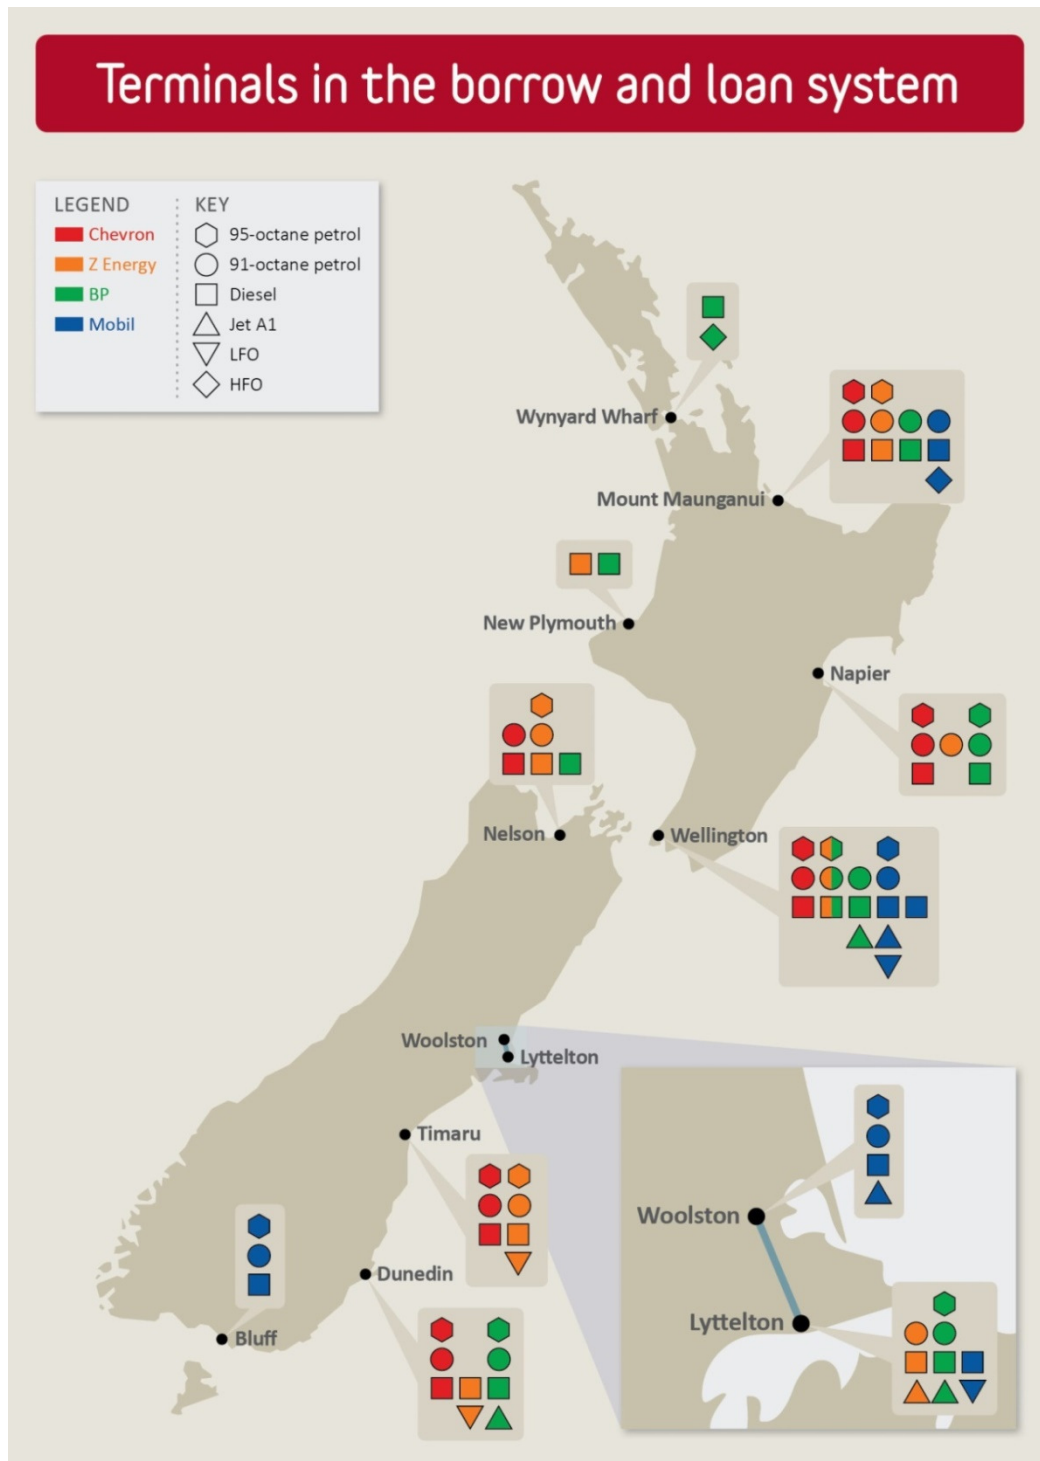 Terminals in the borrow and loan system
LEGEND
Chevron
Z Energy
BP
Mobil
KEY
95-octane petrol
91-octane petrol
Diesel
Jet A1
LFO
HFO
Wynyard Wharf
Mount Maunganui
New Plymouth
Napier
Nelson
Wellington
Woolston
Lyttelton
Timaru
Dunedin
Bluff
Woolston
Lyttelton